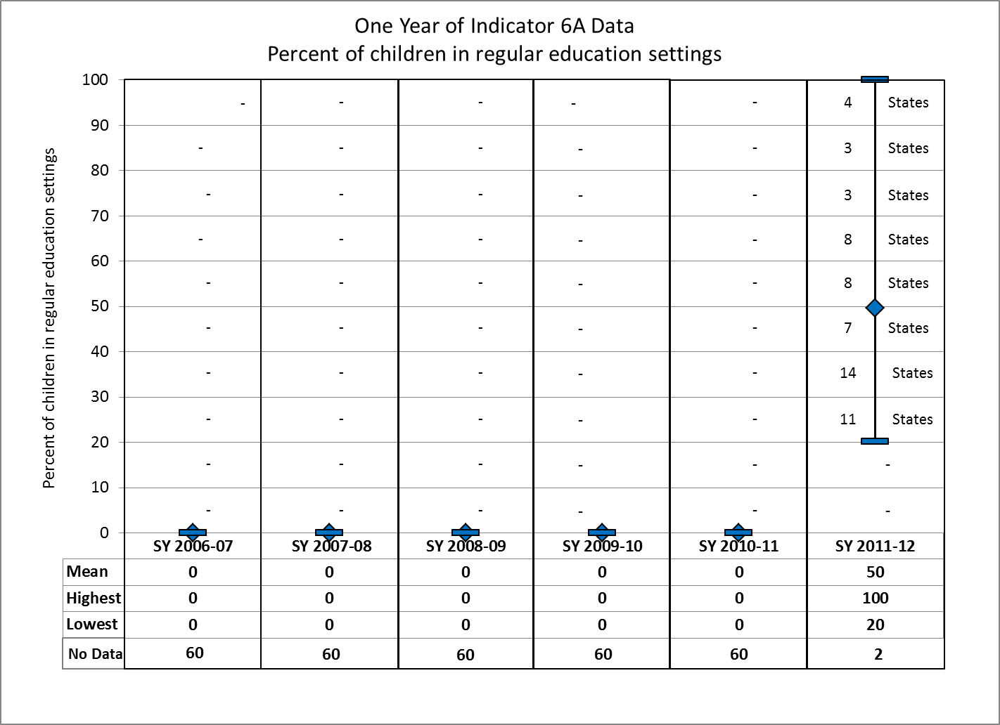 One Year of Indicator 6A Data
Percent of children in regular education settings
Percent of children in regular education settings
100
- - - - - 4 States
90
- - - - - 3 States
80
- - - - - 3 States
70
- - - - - 8 States
60
- - - - - 8 States
50
- - - - - 7 States
40
- - - - - 14 States
30
- - - - - 11 States
20
- - - - - -
10
- - - - - -
0
SY 2006-07 SY 2007-08 SY 2008-09 SY 2009-10 SY 2010-11 SY 2011-12
Mean 0 0 0 0 0 50
Highest 0 0 0 0 0 100
Lowest 0 0 0 0 0 20
No Data 60 60 60 60 60 2